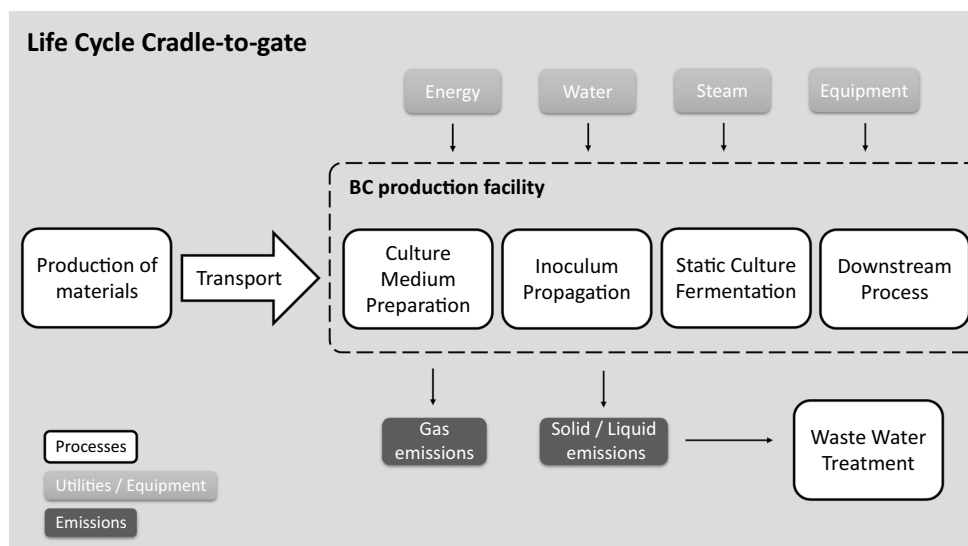 Life Cycle Cradle-to-gate
Energy
Water
Steam
Equipment
BC production facility
Production of
materials
Transport
Culture
Medium
Preparation
Inoculum
Propagation
Static Culture
Fermentation
Downstream
Process
Gas
emissions
Solid / Liquid
emissions
Waste Water
Treatment
Processes
Utilities / Equipment
Emissions